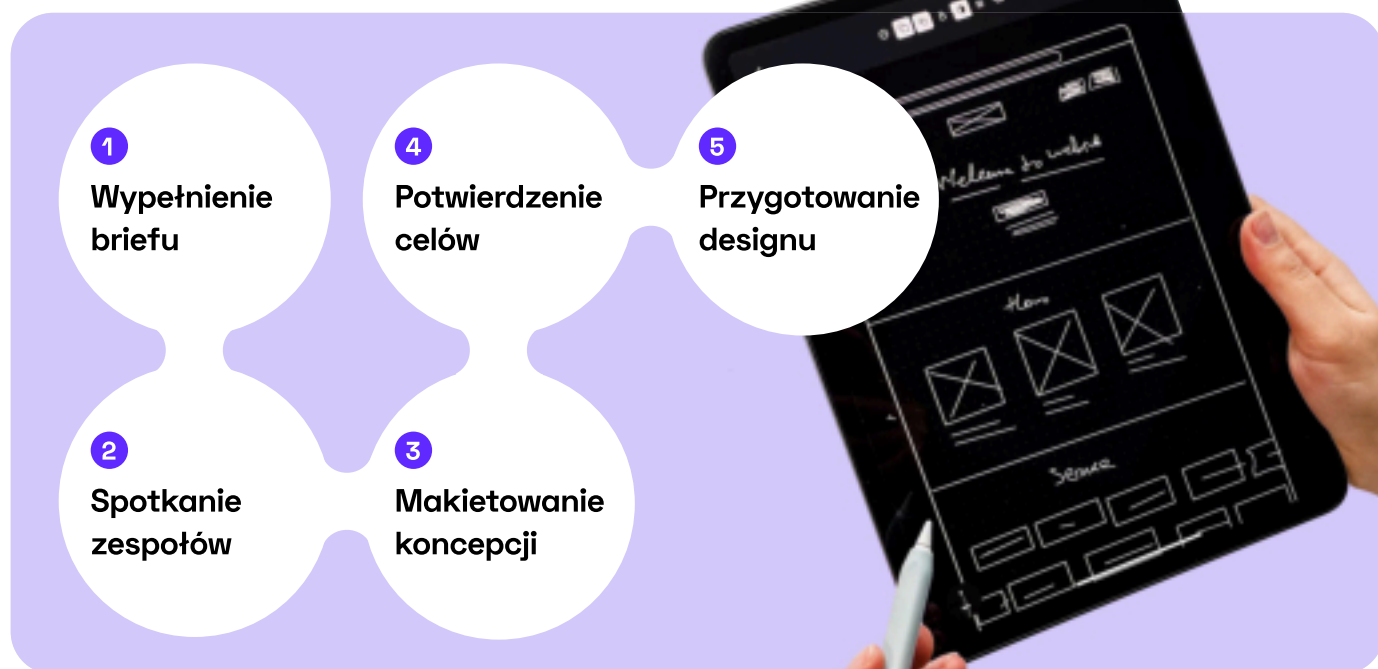 1
Wypełnienie
briefu
2
Spotkanie
zespołów
3
Makietowanie
koncepcji
4
Potwierdzenie
celów
5
Przygotowanie
designu